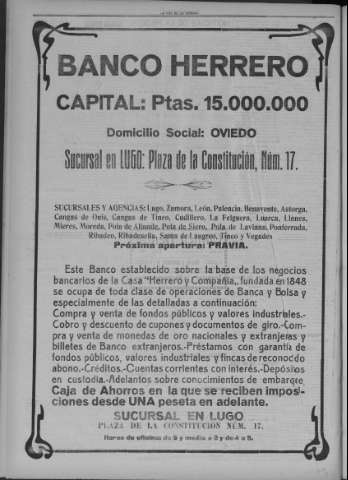 BANCO HERRERO
CAPITAL: Ptas. 15.000.000
Domicilio Social: OVIEDO
Sucursal en LUGO: Plaza de la Constitución, Núm. 17.
SUCURSALES Y AGENCIAS: Lugo, Zamora, León, Palencia, Benavente, Astorga,
Cangas de Onís, Cangas de Tineo, Cudillero, La Felguera, Luarca, Llanes,
Mieres, Moreda, Pola de Allande, Pola de Siero, Pola de Laviana, Ponferrada,
Ribadeo, Ribadesella, Sama de Langreo, Tineo y Vegadeo
Próxima apertura: PRAVIA.
Este Banco establecido sobre la base de los negocios
bancarios de la Casa "Herrero y Compañía, fundada en 1848
se ocupa de toda clase de operaciones de Banca y Bolsa y
especialmente de las detalladas a continuación:
Compra y venta de fondos públicos y valores industriales.-
Cobro y descuento de cupones y documentos de giro.-Com-
pra y venta de monedas de oro nacionales y extranjeras y
billetes de Banco extranjeros.-Préstamos con garantía de
fondos públicos, valores industriales y fincas de reconocido
abono.-Créditos.-Cuentas corrientes con interés.-Depósitos
en custodia.-Adelantos sobre conocimientos de embarque
Caja de Ahorros en la que se reciben imposi-
ciones desde UNA peseta en adelante.
SUCURSAL EN LUGO
PLAZA DE LA CONSTITUCIÓN NÚM. 17.
Horas de oficina de 9 y media a 2 y de 4 a 5.